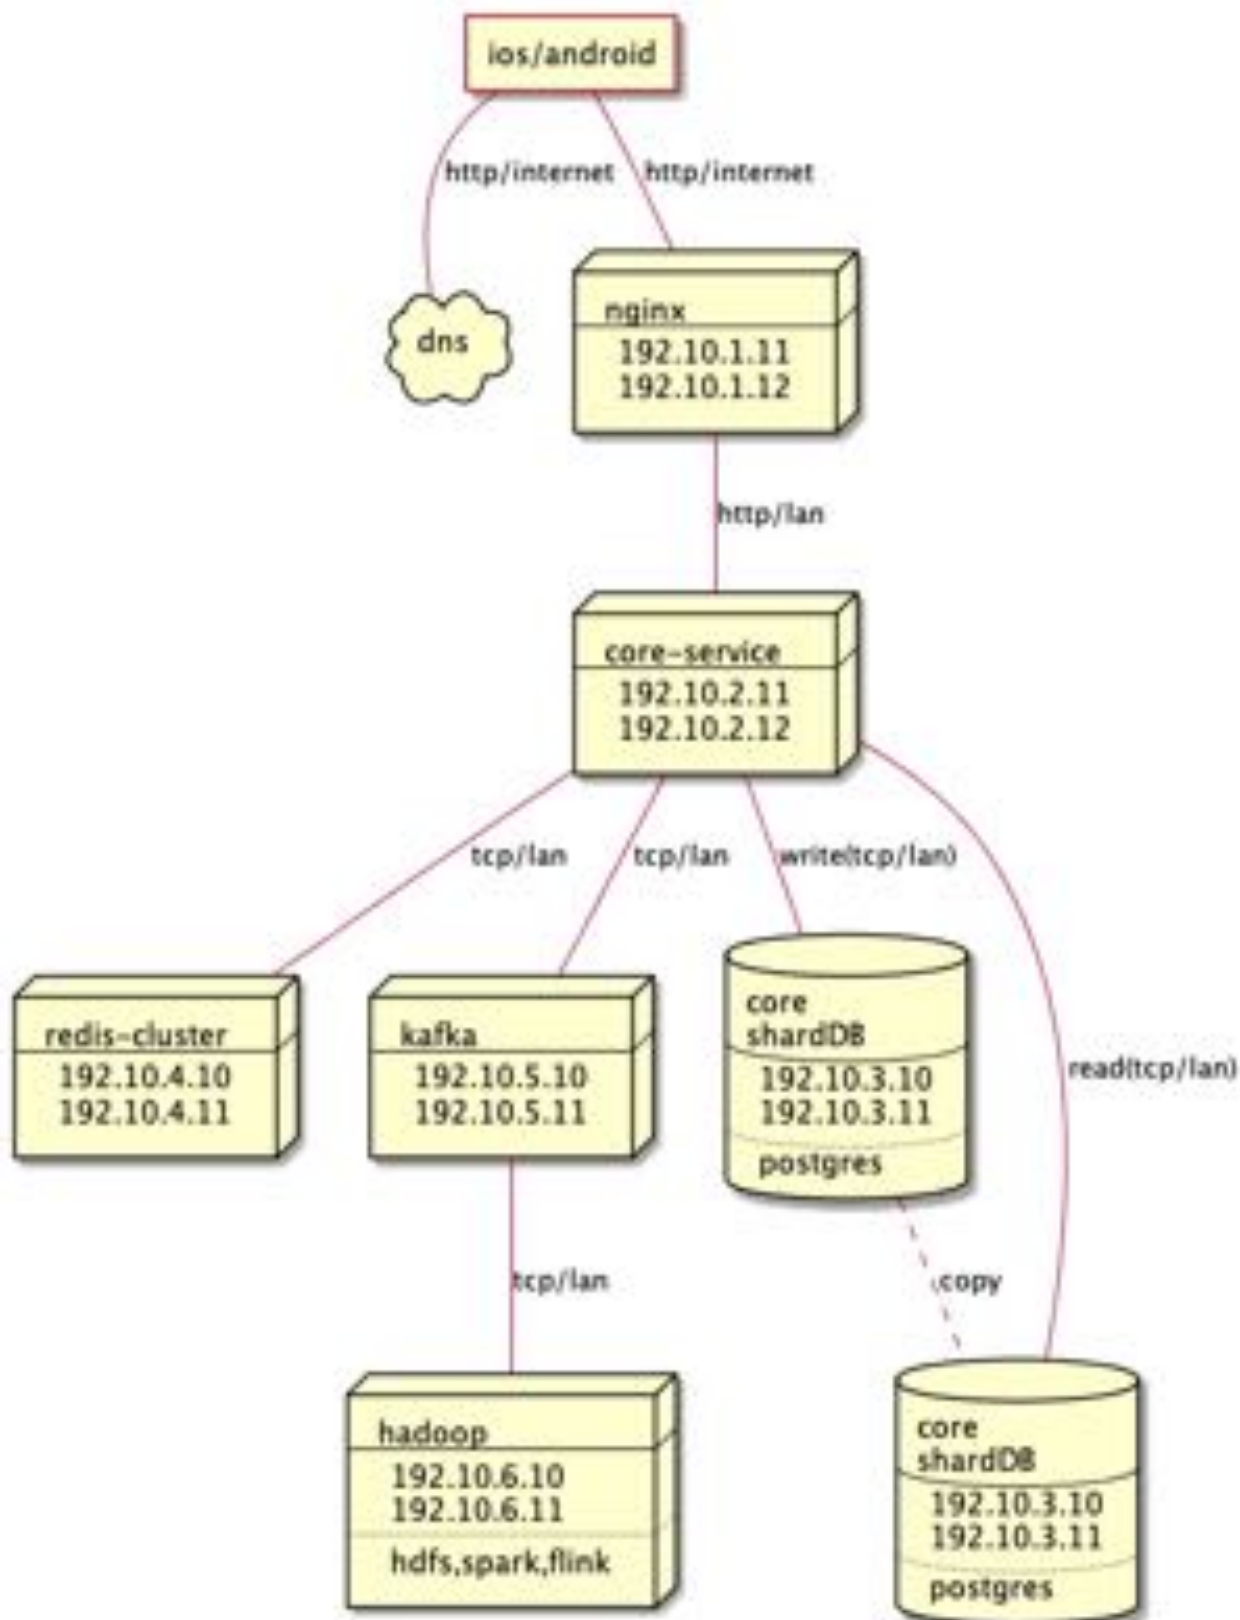 ios/android
http/internet
http/internet
dns
nginx
192.10.1.11
192.10.1.12
http/lan
core-service
192.10.2.11
192.10.2.12
tcp/lan
tcp/lan
write(tcp/lan)
read(tcp/lan)
redis-cluster
192.10.4.10
192.10.4.11
kafka
192.10.5.10
192.10.5.11
core
shardDB
192.10.3.10
192.10.3.11
postgres
tcp/lan
copy
hadoop
192.10.6.10
192.10.6.11
hdfs,spark,flink
core
shardDB
192.10.3.10
192.10.3.11
postgres